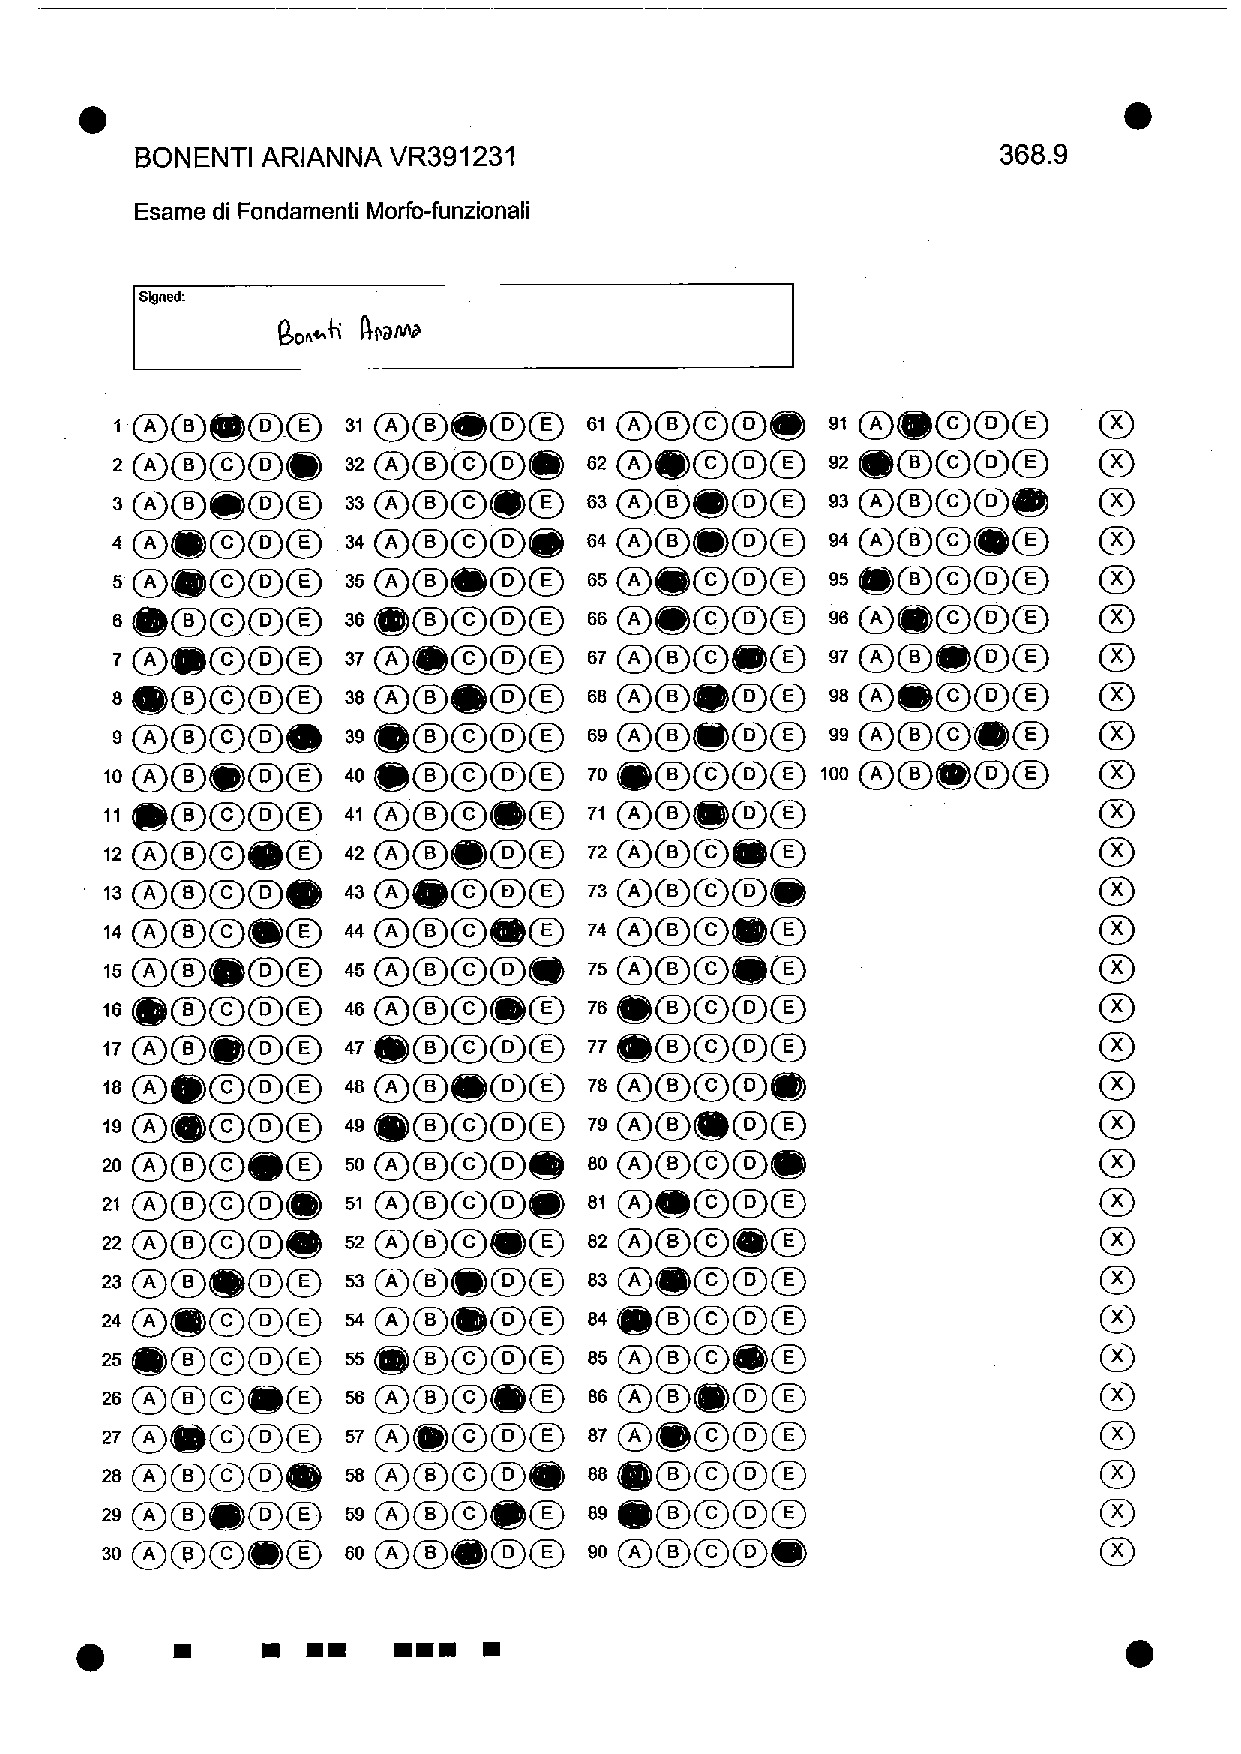 BONENTI ARIANNA VR391231 368.9
Esame di Fondamenti Morfo-funzionali
Signed:
Bonenti Arianna
1 A B D E 31 A B D E 61 A B C D 91 A C D E X
2 A B C D 32 A B C D 62 A C D E 92 B C D E X
3 A B D E 33 A B C E 63 A B D E 93 A B C D X
4 A C D E 34 A B C D 64 A B D E 94 A B C E X
5 A C D E 35 A B D E 65 A C D E 95 B C D E X
6 B C D E 36 B C D E 66 A C D E 96 A C D E X
7 A C D E 37 A C D E 67 A B C E 97 A B D E X
8 B C D E 38 A B D E 68 A B D E 98 A C D E X
9 A B C D 39 B C D E 69 A B D E 99 A B C E X
10 A B D E 40 B C D E 70 B C D E 100 A B D E X
11 B C D E 41 A B C E 71 A B D E X
12 A B C E 42 A B D E 72 A B C E X
13 A B C D 43 A C D E 73 A B C D X
14 A B C E 44 A B C E 74 A B C E X
15 A B D E 45 A B C D 75 A B C E X
16 B C D E 46 A B C E 76 B C D E X
17 A B D E 47 B C D E 77 B C D E X
18 A C D E 48 A B D E 78 A B C D X
19 A C D E 49 B C D E 79 A B D E X
20 A B C E 50 A B C D 80 A B C D X
21 A B C D 51 A B C D 81 A C D E X
22 A B C D 52 A B C E 82 A B C E X
23 A B D E 53 A B D E 83 A C D E X
24 A C D E 54 A B D E 84 B C D E X
25 B C D E 55 B C D E 85 A B C E X
26 A B C E 56 A B C E 86 A B D E X
27 A C D E 57 A C D E 87 A C D E X
28 A B C D 58 A B C D 88 B C D E X
29 A B D E 59 A B C E 89 B C D E X
30 A B C E 60 A B D E 90 A B C D X